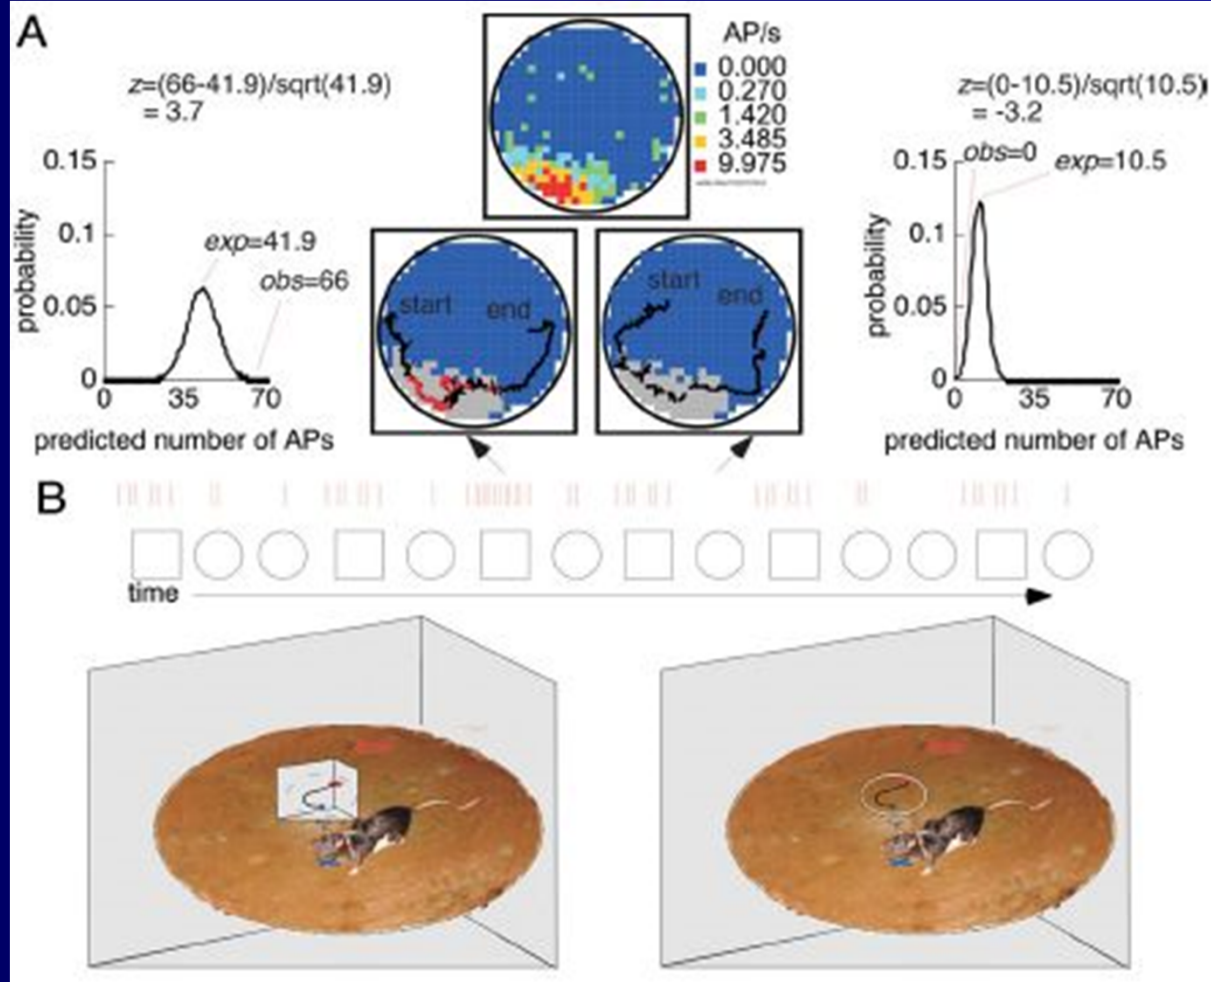 A
z=(66-41.9)/sqrt(41.9)
= 3.7
0.15
0.1
0.05
0
probability
exp=41.9
obs=66
0 35 70
predicted number of APs
AP/s
0.000
0.270
1.420
3.485
9.975
start end
start end
z=(0-10.5)/sqrt(10.5)
= -3.2
0.15
0.1
0.05
0
probability
obs=0
exp=10.5
0 35 70
predicted number of APs
B
time